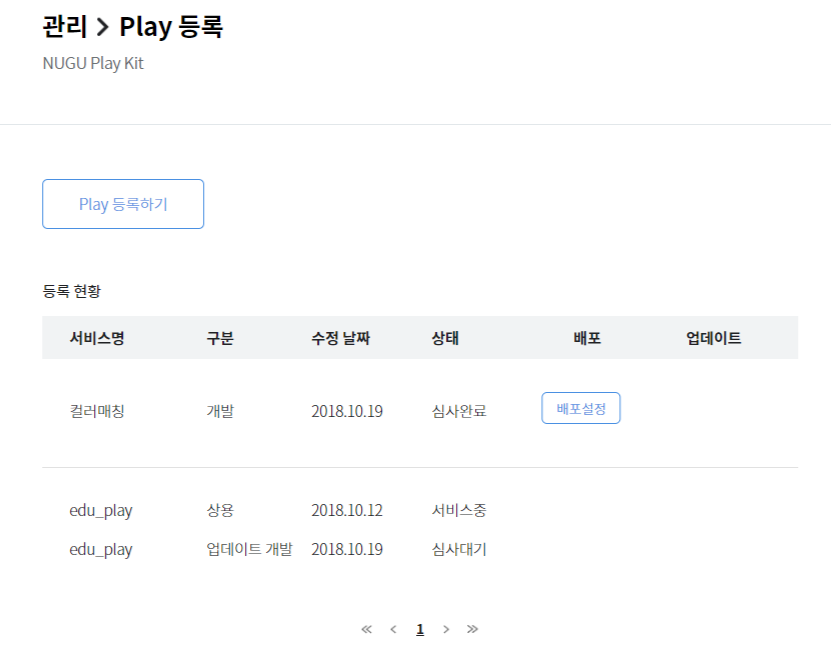 관리 > Play 등록
NUGU Play Kit
Play 등록하기
등록 현황
서비스명 구분 수정 날짜 상태 배포 업데이트
컬러매칭 개발 2018.10.19 심사완료 배포설정
edu_play 상용 2018.10.12 서비스중
edu_play 업데이트 개발 2018.10.19 심사대기
« ‹ 1 › »